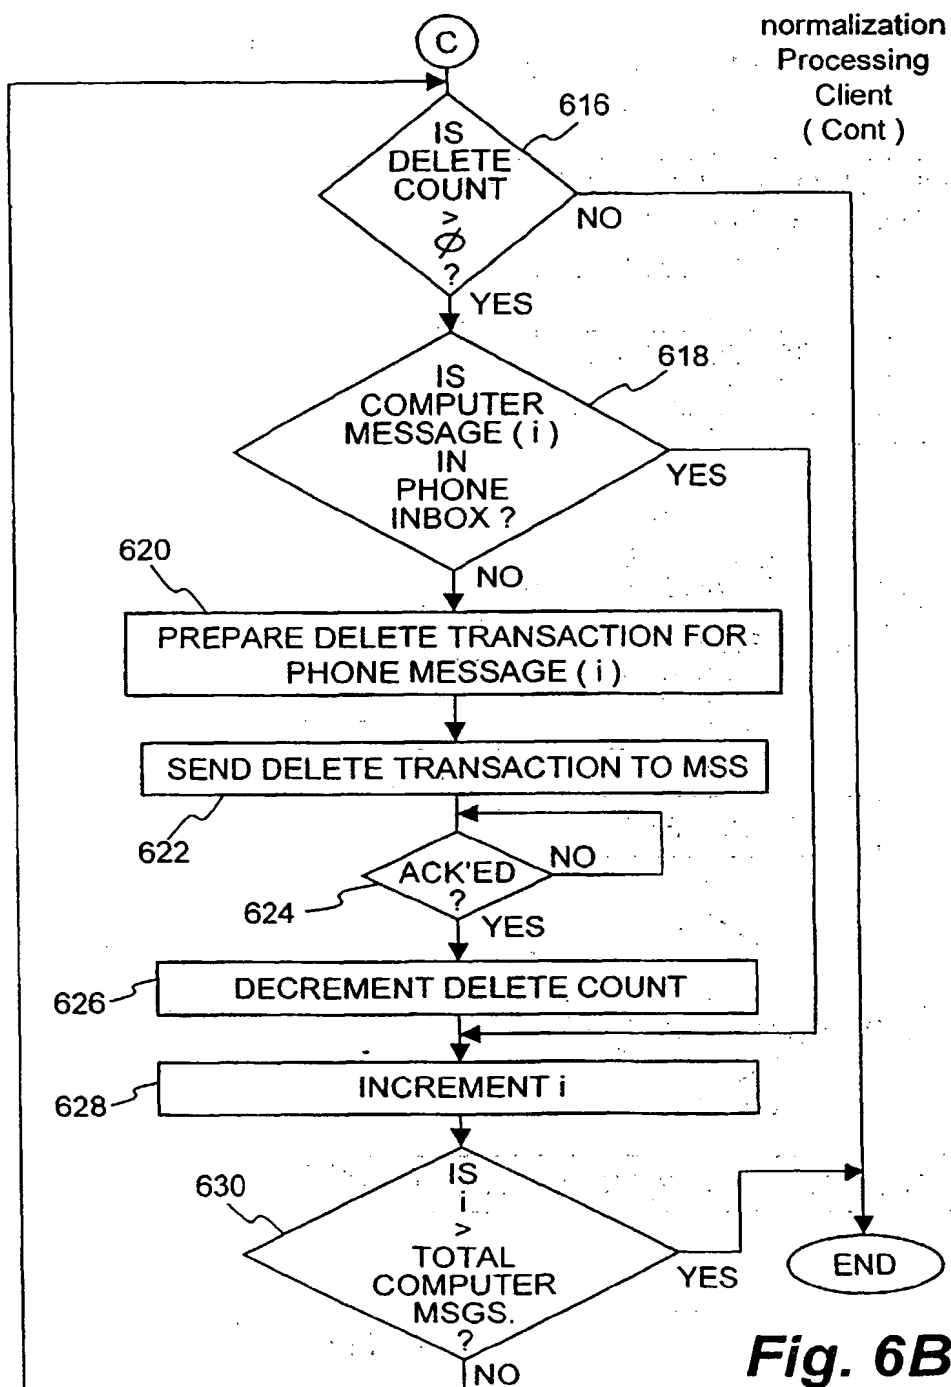 C
normalization
Processing
Client
( Cont )
616
IS
DELETE
COUNT
>
∅
?
NO
YES
618
IS
COMPUTER
MESSAGE ( i )
IN
PHONE
INBOX ?
YES
NO
620
PREPARE DELETE TRANSACTION FOR
PHONE MESSAGE ( i )
SEND DELETE TRANSACTION TO MSS
622
ACK'ED
?
NO
624
YES
DECREMENT DELETE COUNT
626
INCREMENT i
628
630
IS
i
>
TOTAL
COMPUTER
MSGS.
?
YES
END
NO
Fig. 6B